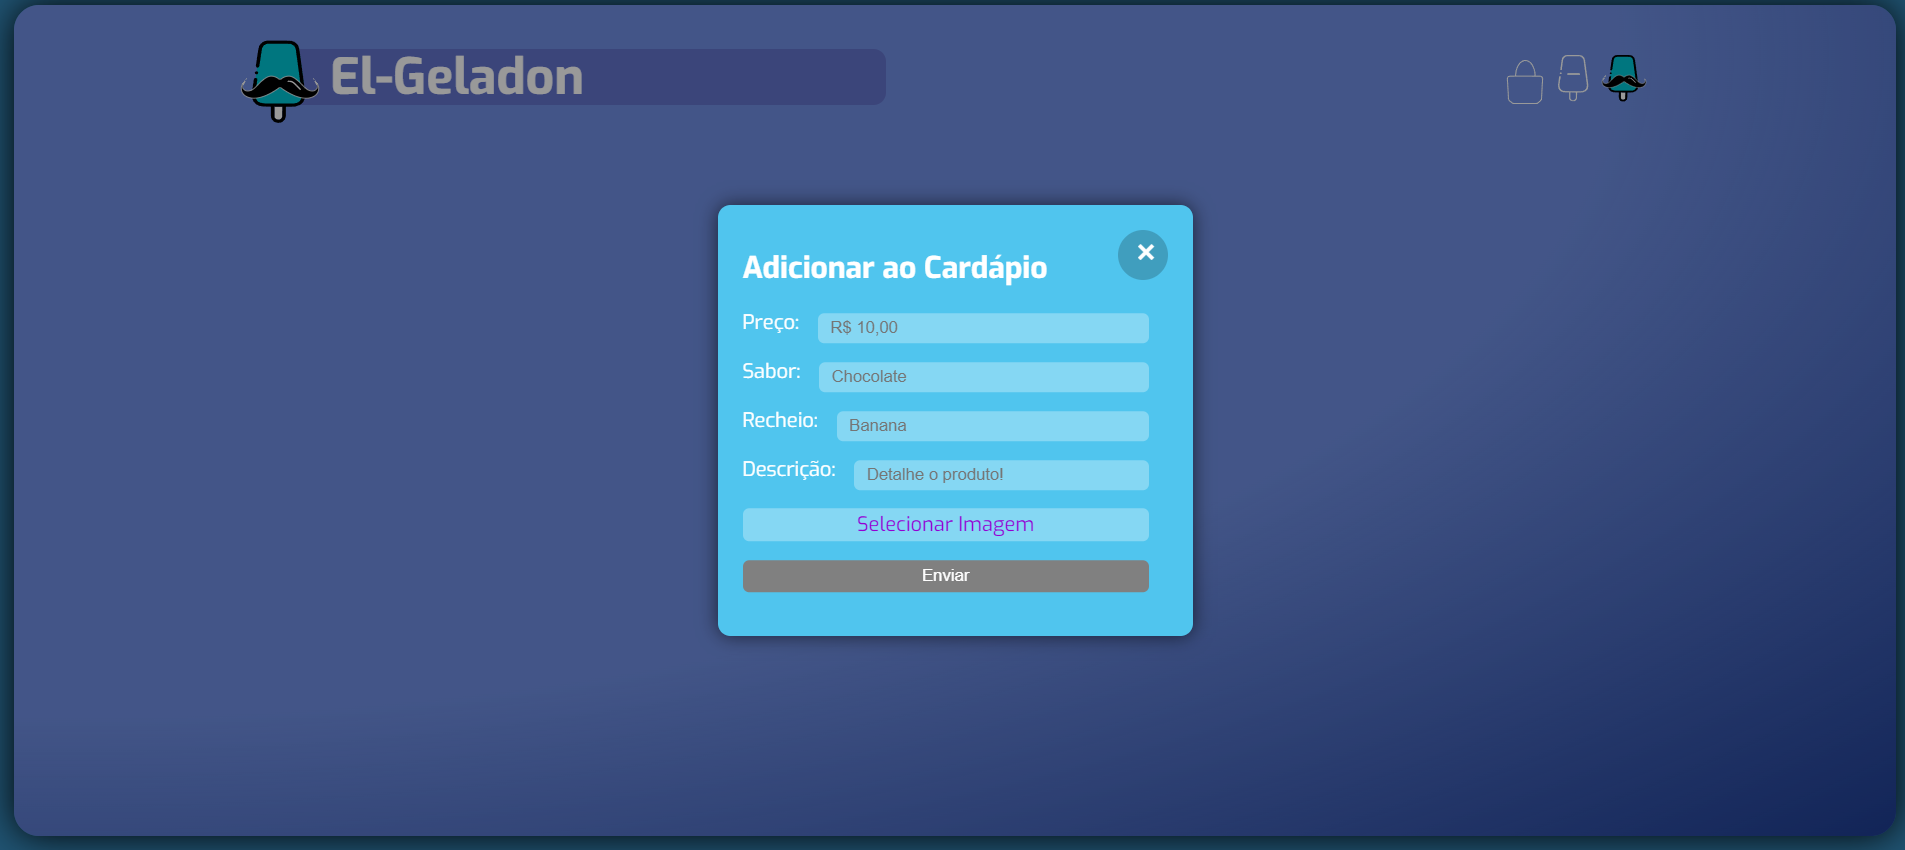 El-Geladon
Adicionar ao Cardápio
×
Preço: R$ 10,00
Sabor: Chocolate
Recheio: Banana
Descrição: Detalhe o produto!
Selecionar Imagem
Enviar